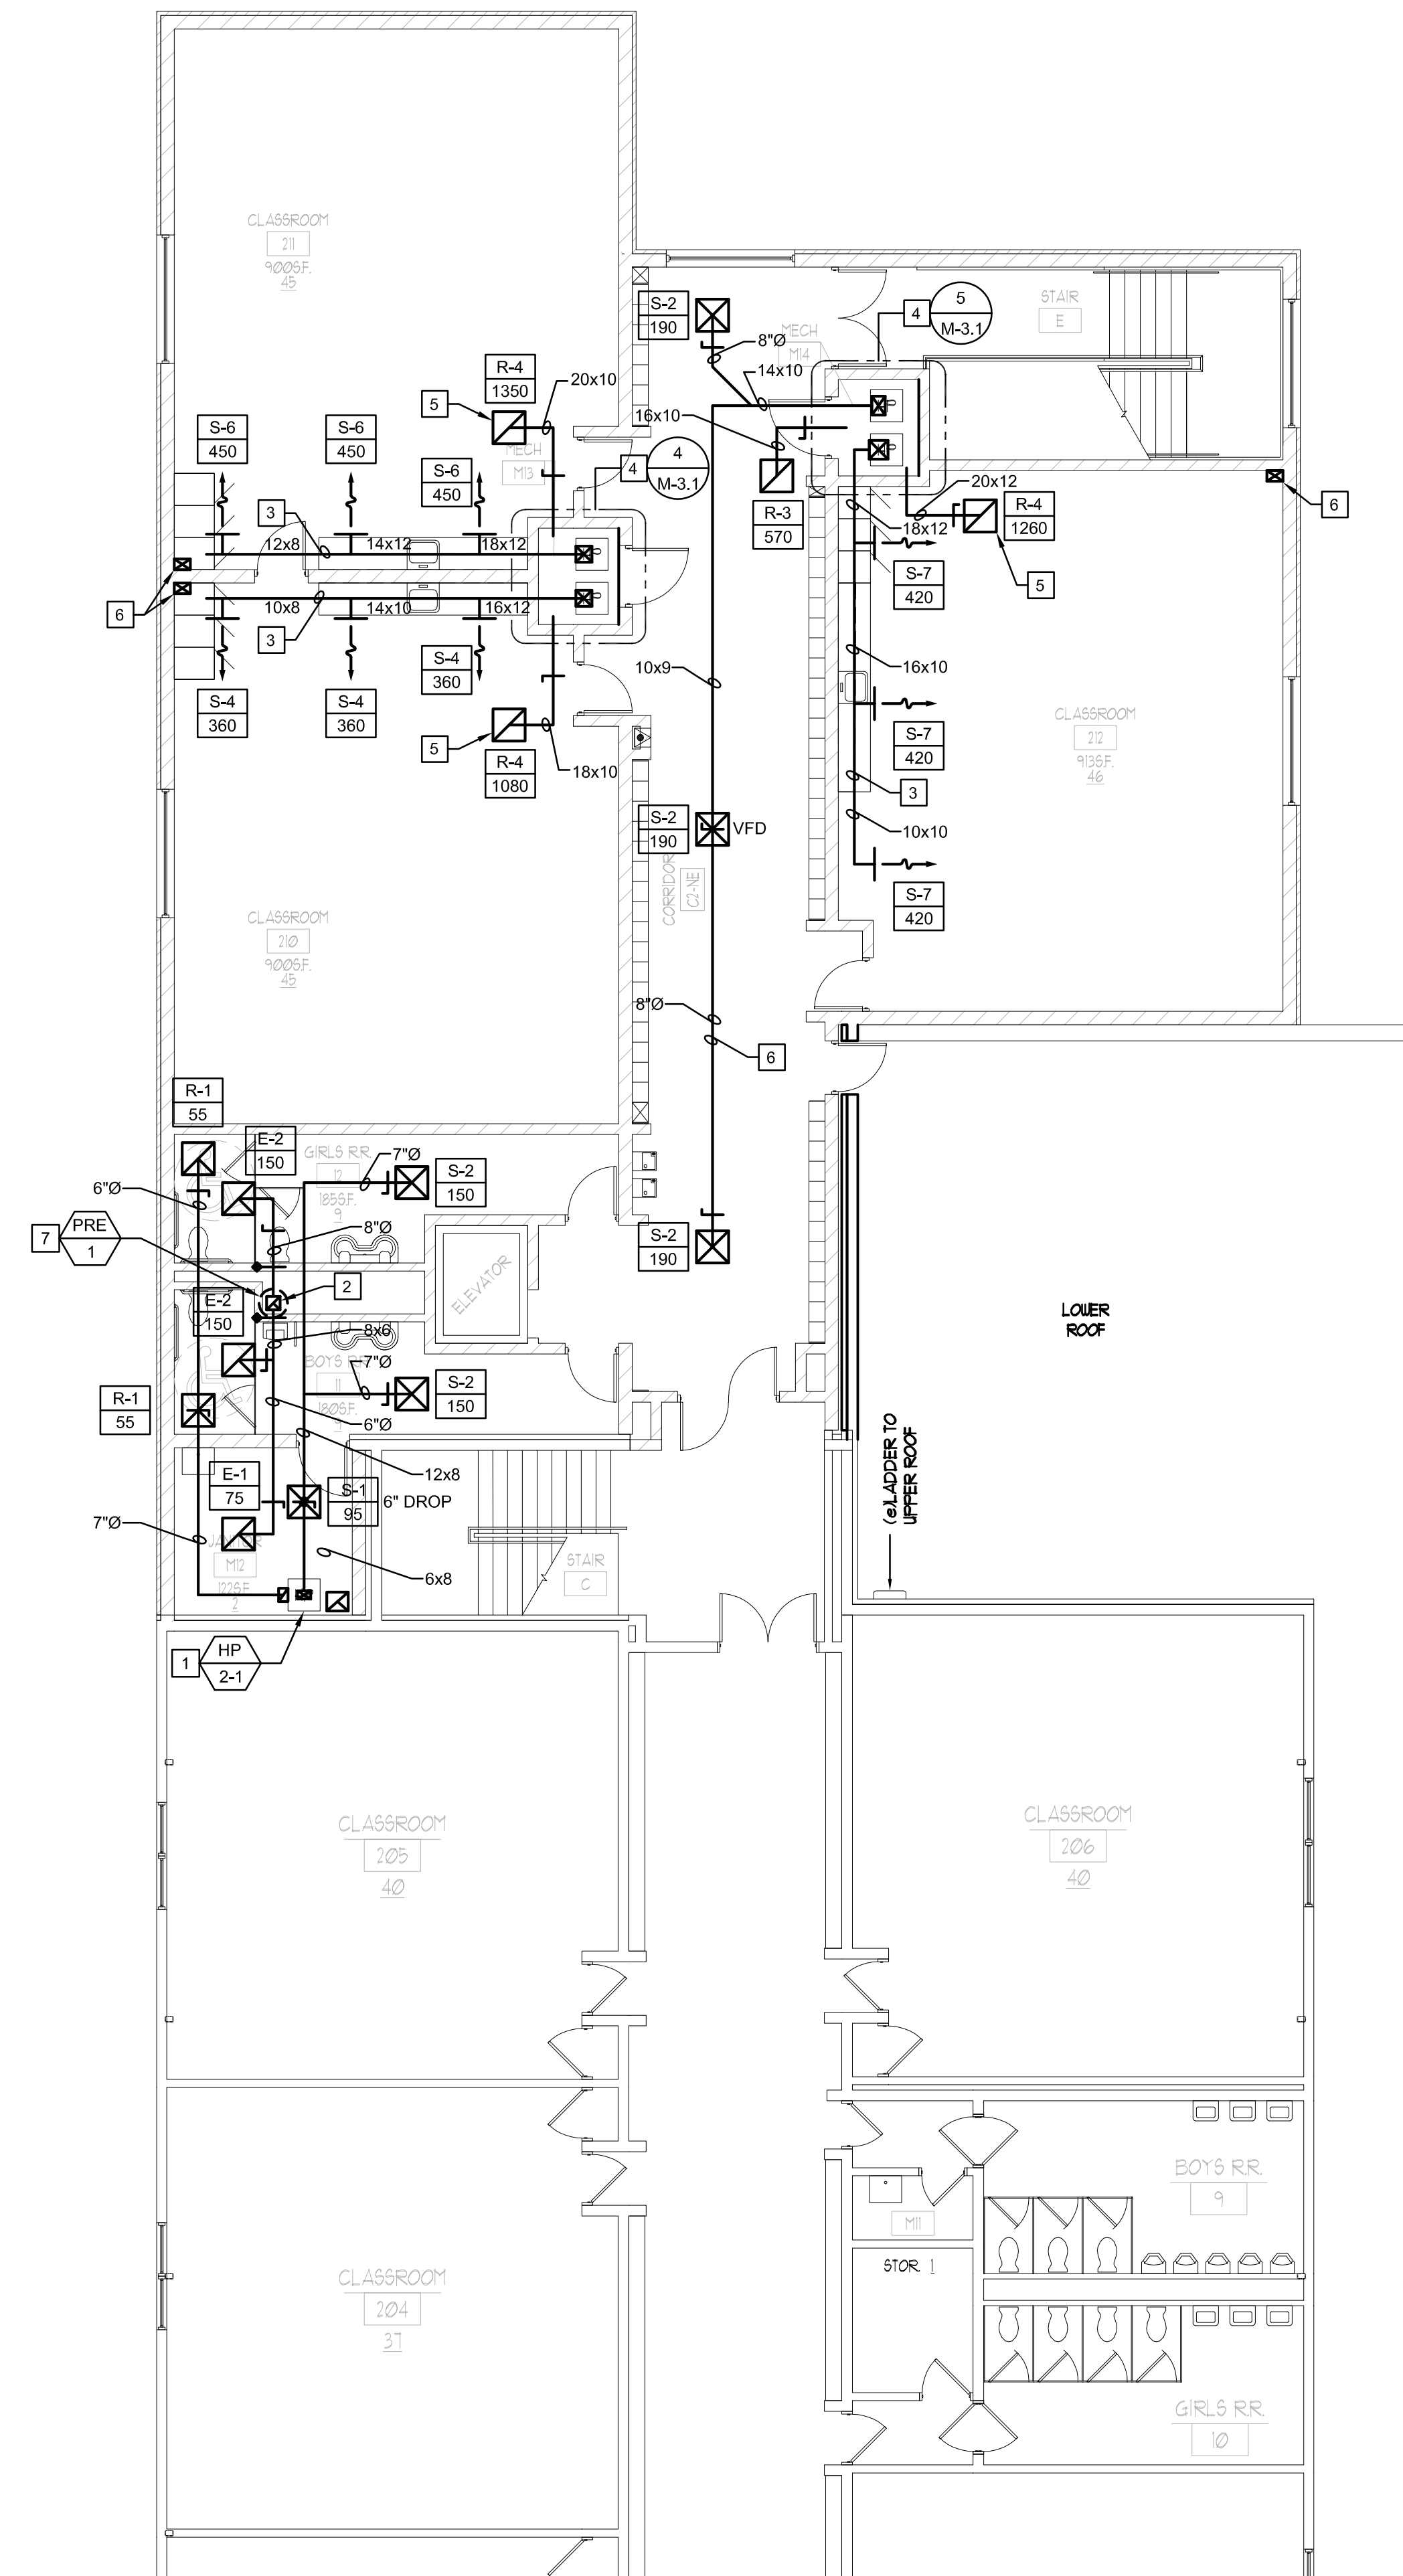 CLASSROOM
211
900S.F.
45
S-2
190
8"Ø
MECH
M14
4
5
M-3.1
STAIR
E
14x10
R-4
1350
20x10
5
16x10
S-6
450
S-6
450
S-6
450
MECH
M13
4
4
M-3.1
R-3
570
20x12
R-4
1260
6
18x12
3
12x8
14x12
18x12
S-7
420
5
6
10x8
14x10
16x12
3
S-4
360
S-4
360
S-4
360
10x9
16x10
5
R-4
1080
18x10
S-7
420
CLASSROOM
212
913S.F.
46
3
S-2
190
VFD
10x10
CORRIDOR
C2-NE
S-7
420
CLASSROOM
210
900S.F.
45
8"Ø
6
R-1
55
E-2
150
GIRLS R.R.
12
185S.F.
9
7"Ø
S-2
150
6"Ø
7
PRE
1
8"Ø
S-2
190
2
ELEVATOR
E-2
150
8x6
LOWER
ROOF
BOYS R.R.
11
180S.F.
9
7"Ø
S-2
150
R-1
55
6"Ø
12x8
E-1
75
S-1
95
6" DROP
(e)LADDER TO
UPPER ROOF
7"Ø
JANITOR
M12
122S.F.
2
6x8
STAIR
C
1
HP
2-1
CLASSROOM
205
40
CLASSROOM
206
40
BOYS R.R.
9
M11
STOR. 1
CLASSROOM
204
37
GIRLS R.R.
10